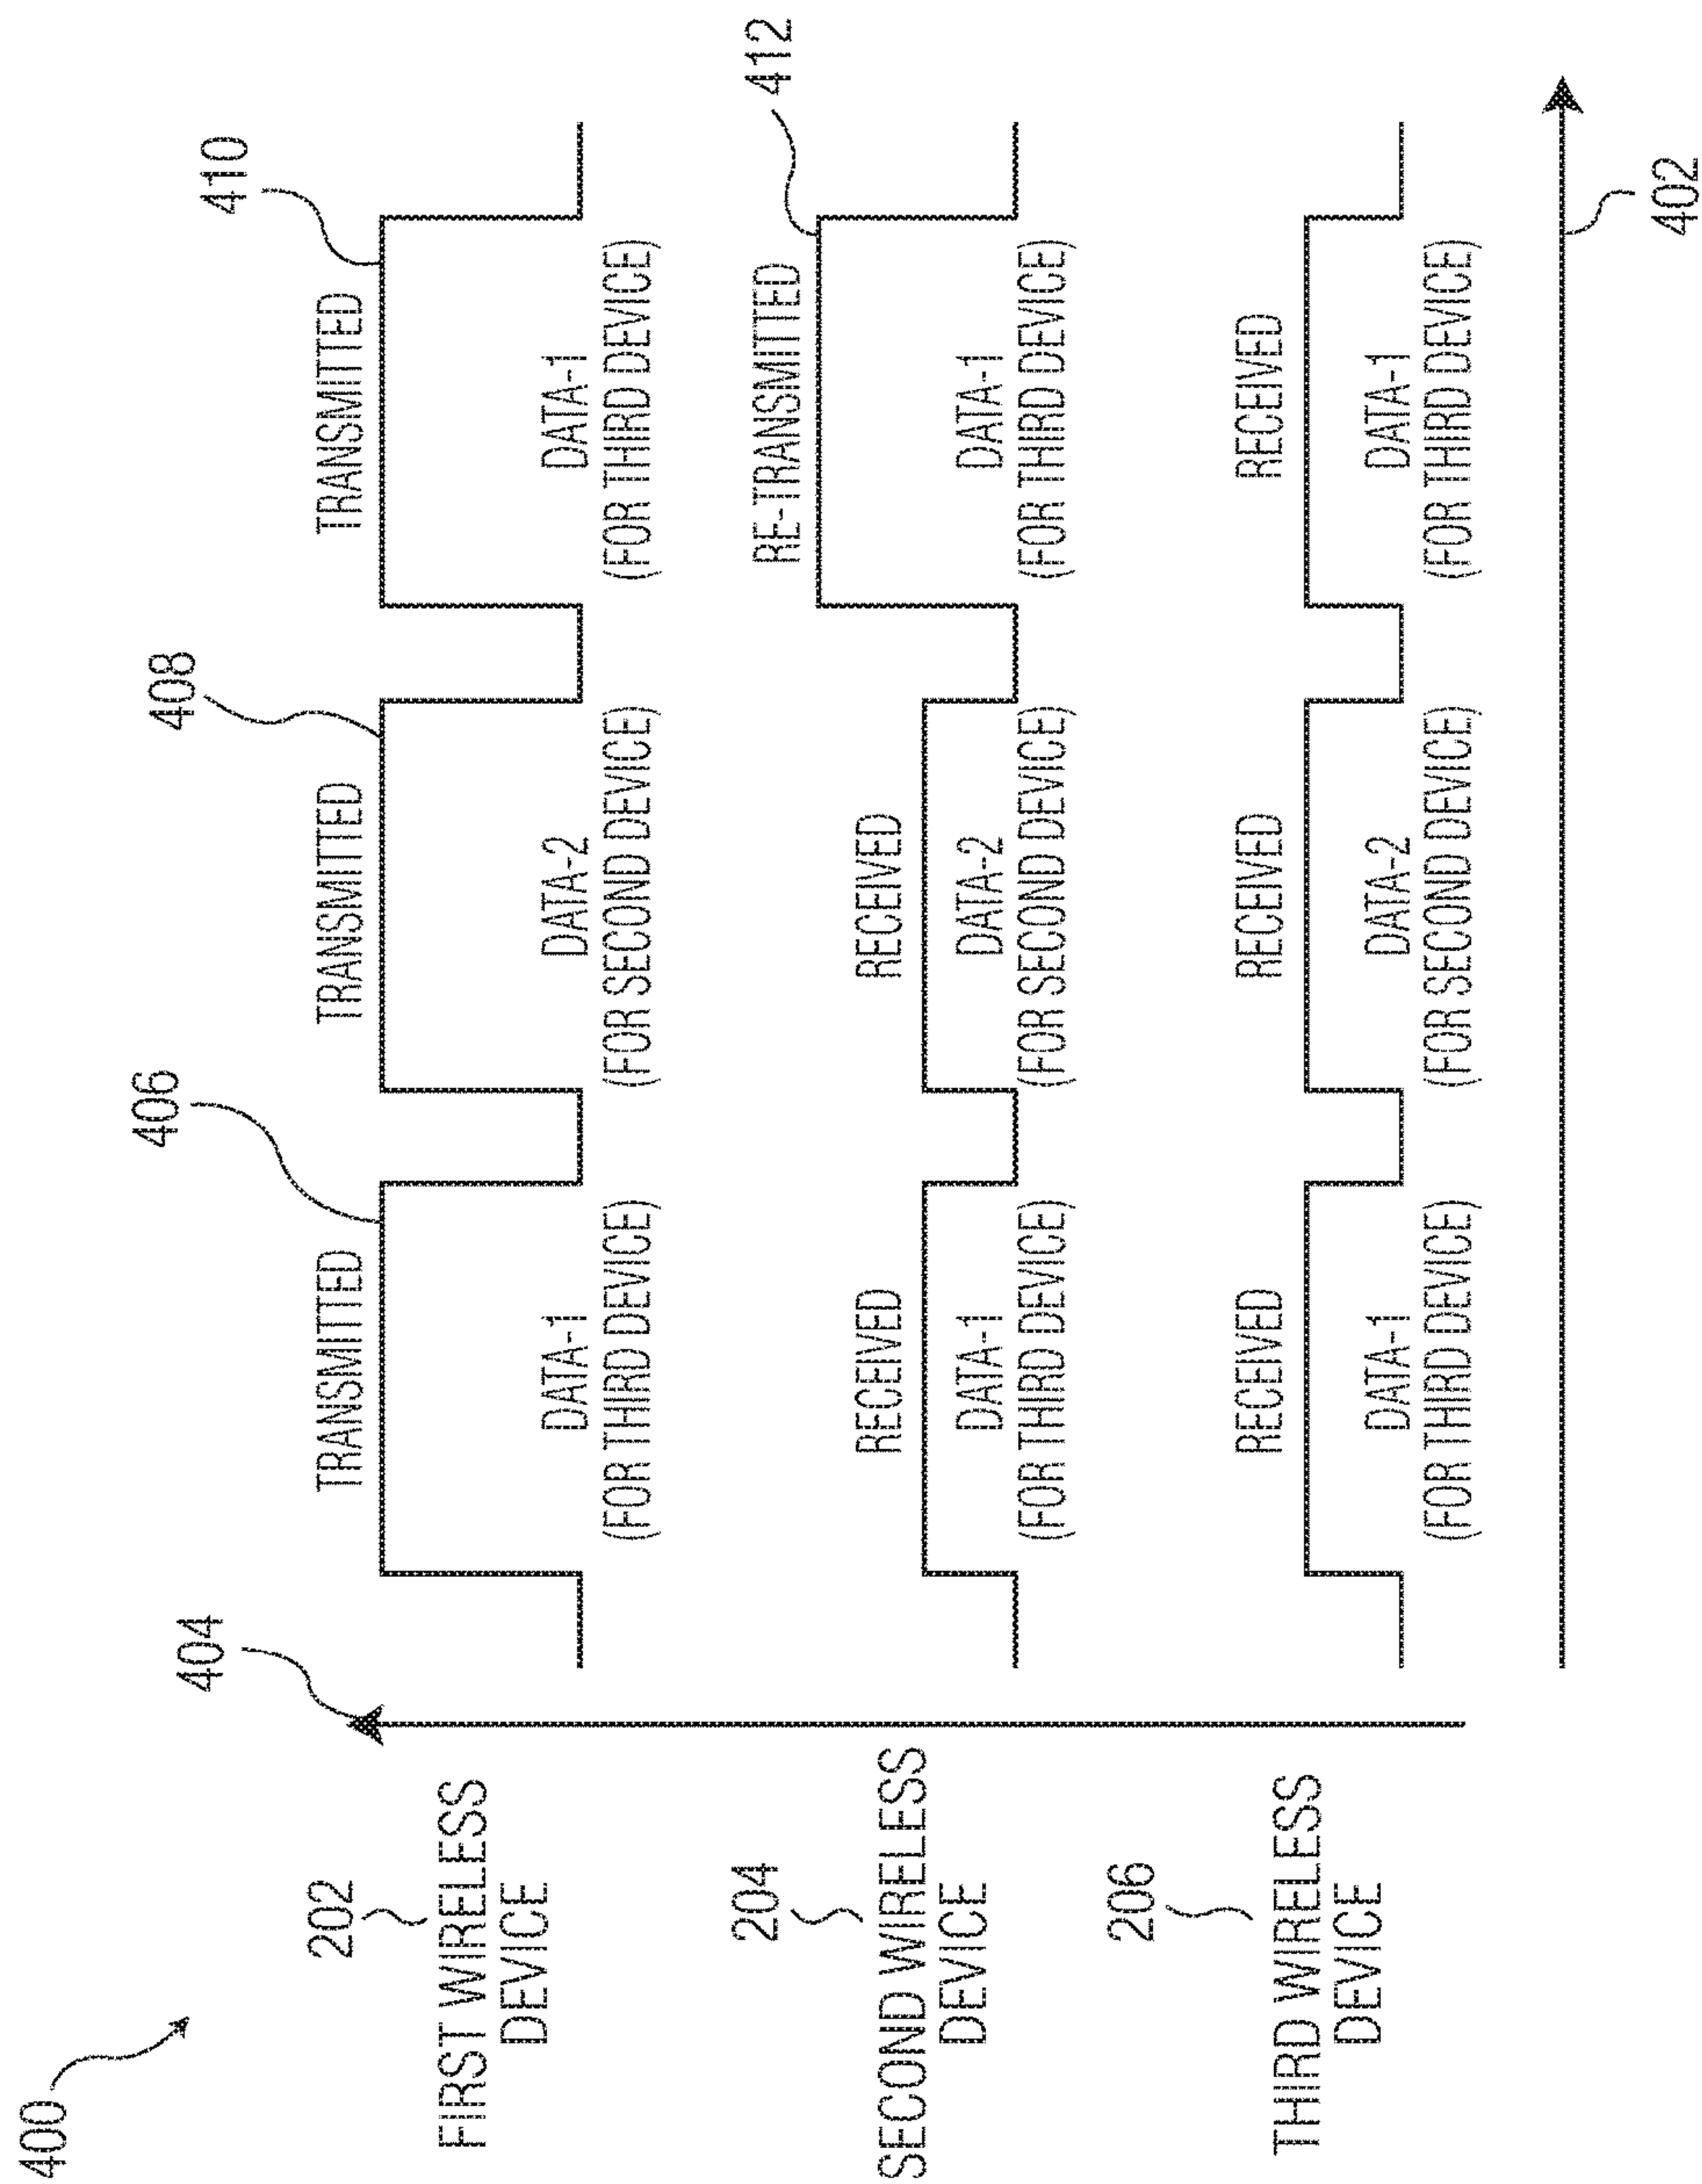 400
404
406
408
410
202
FIRST WIRELESS
DEVICE
TRANSMITTED
TRANSMITTED
TRANSMITTED
DATA-1
(FOR THIRD DEVICE)
DATA-2
(FOR SECOND DEVICE)
DATA-1
(FOR THIRD DEVICE)
412
204
SECOND WIRELESS
DEVICE
RECEIVED
RECEIVED
RE-TRANSMITTED
DATA-1
(FOR THIRD DEVICE)
DATA-2
(FOR SECOND DEVICE)
DATA-1
(FOR THIRD DEVICE)
206
THIRD WIRELESS
DEVICE
RECEIVED
RECEIVED
RECEIVED
DATA-1
(FOR THIRD DEVICE)
DATA-2
(FOR SECOND DEVICE)
DATA-1
(FOR THIRD DEVICE)
402